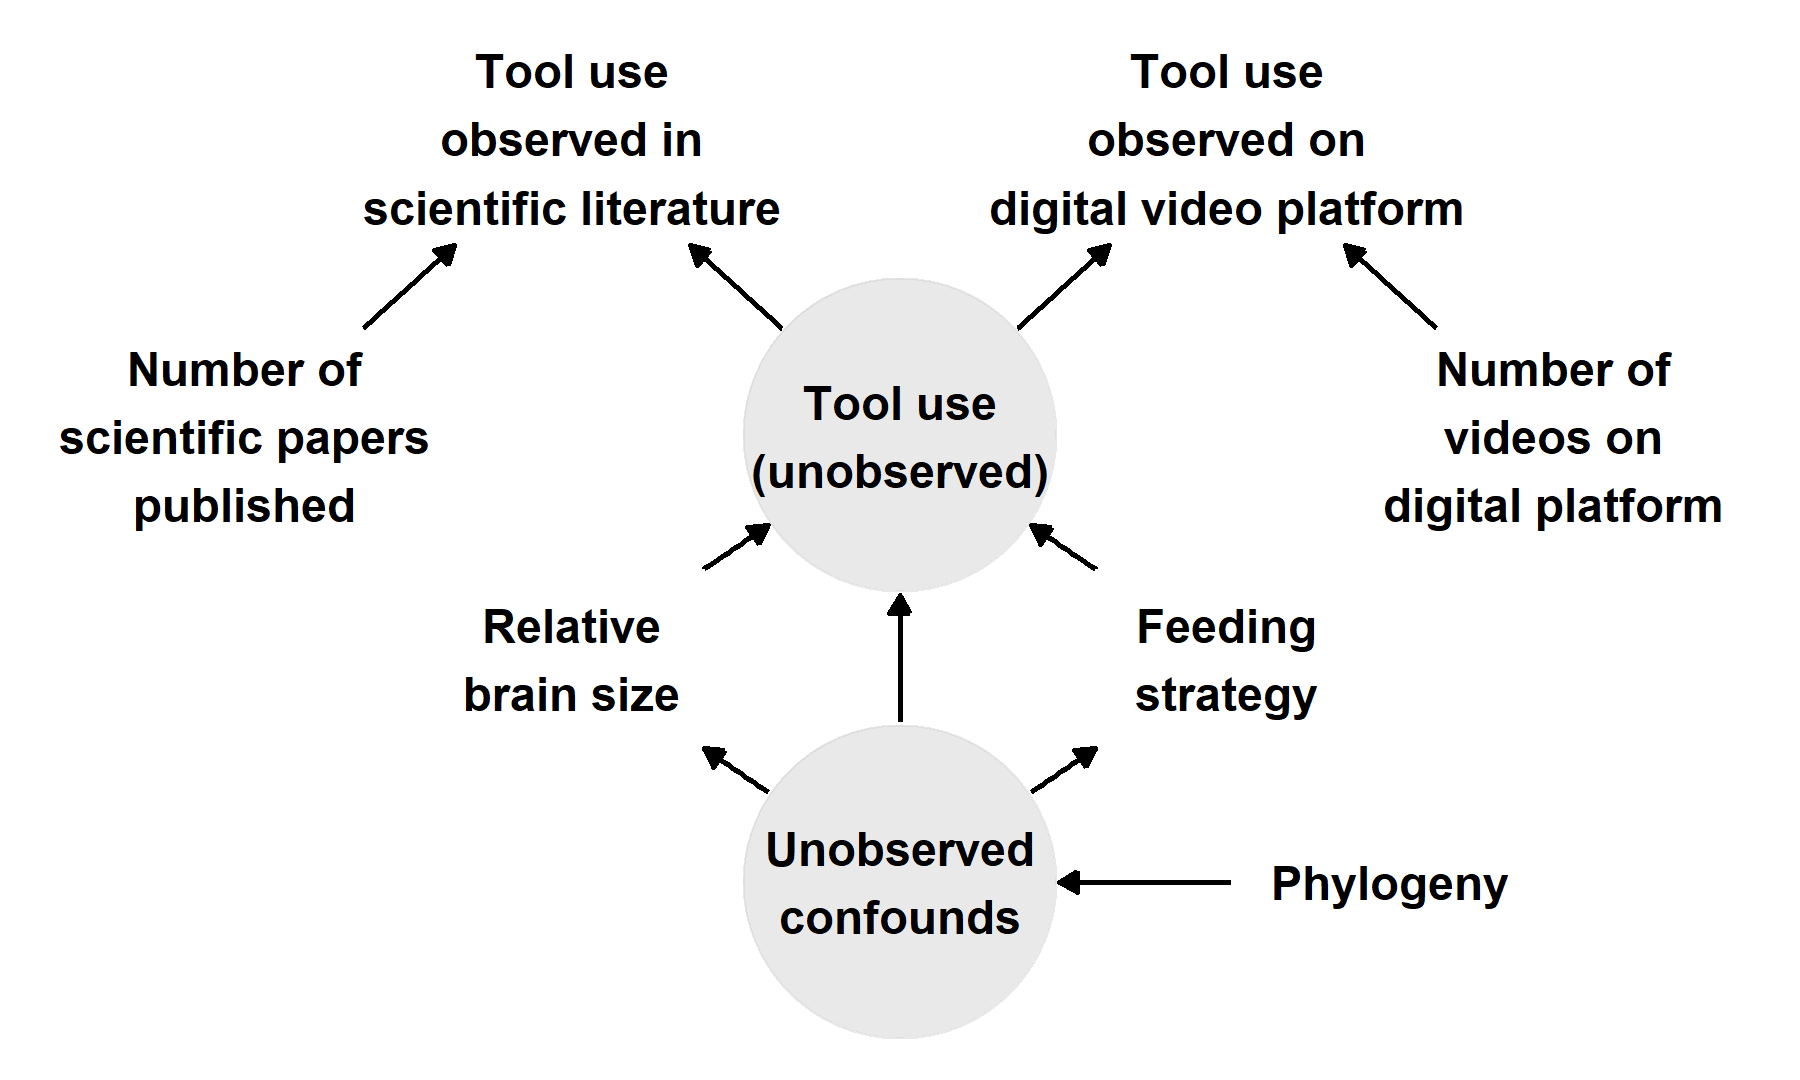 Tool use
observed in
scientific literature
Tool use
observed on
digital video platform
Number of
scientific papers
published
Tool use
(unobserved)
Number of
videos on
digital platform
Relative
brain size
Feeding
strategy
Unobserved
confounds
Phylogeny